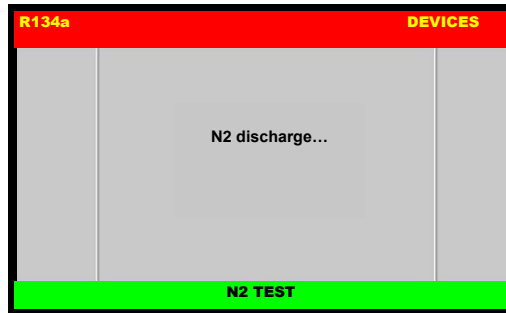 R134a DEVICES
N2 discharge…
N2 TEST